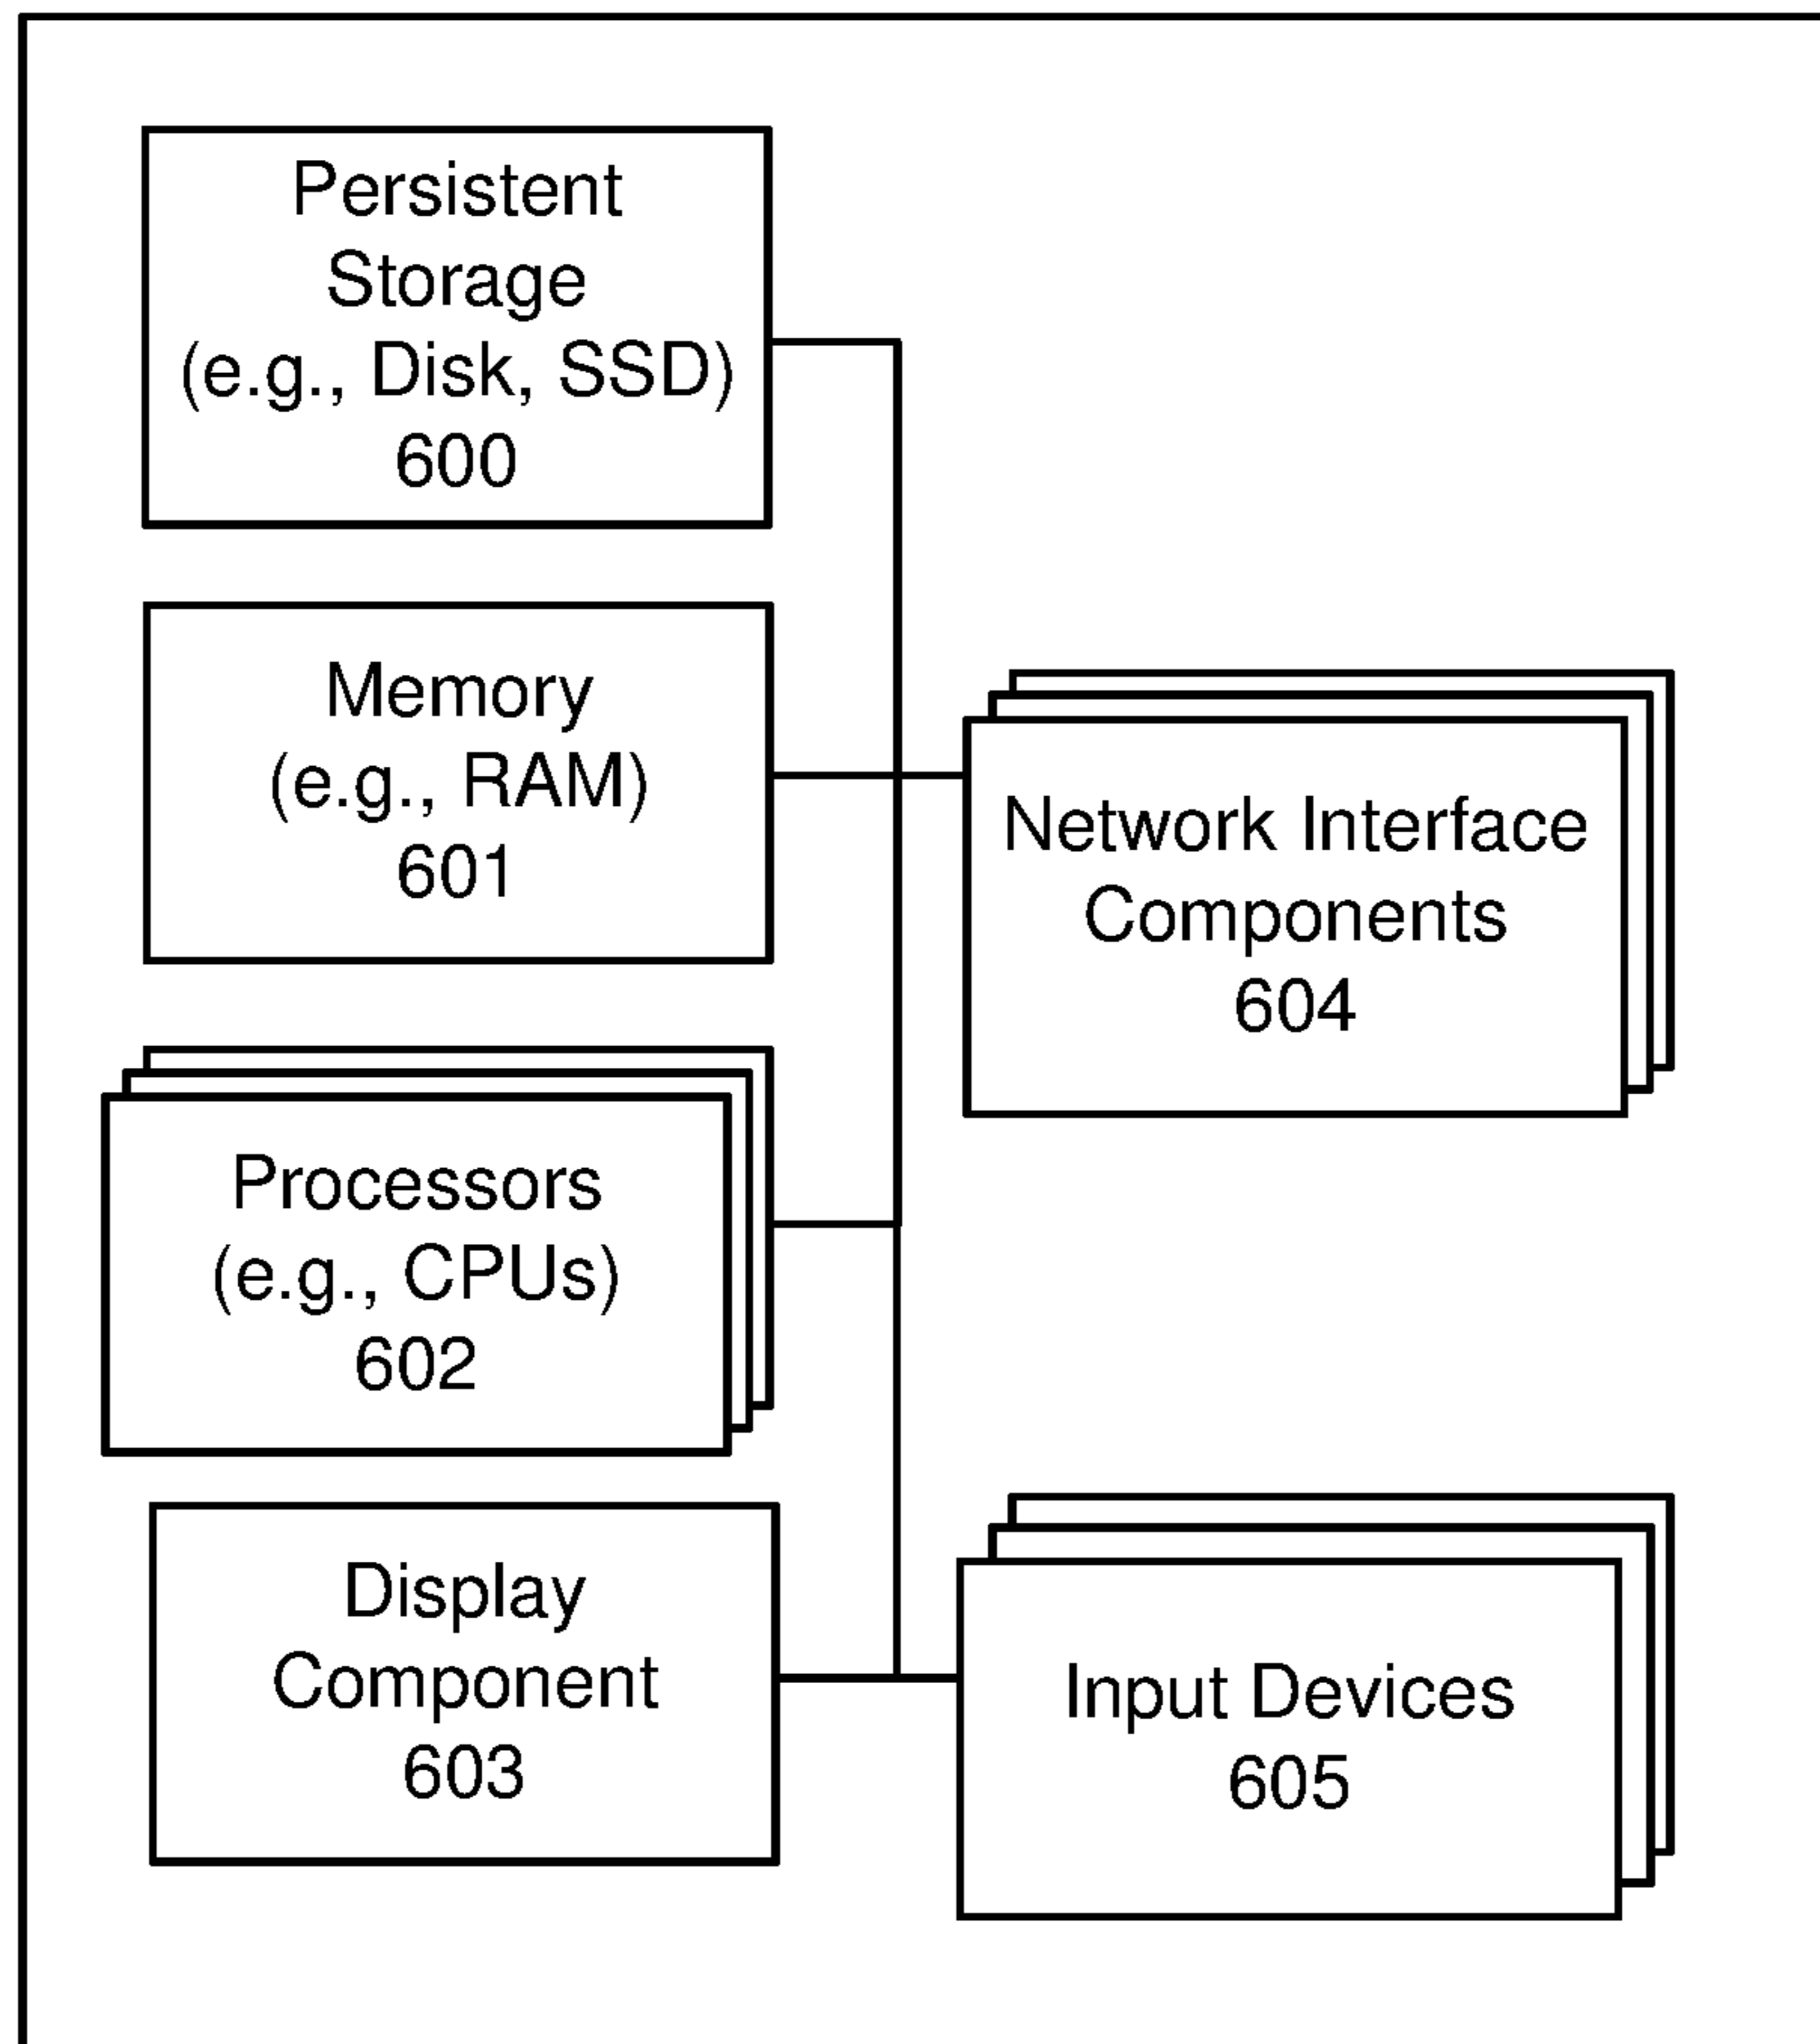 Persistent
Storage
(e.g., Disk, SSD)
600
Memory
(e.g., RAM)
601
Processors
(e.g., CPUs)
602
Display
Component
603
Network Interface
Components
604
Input Devices
605